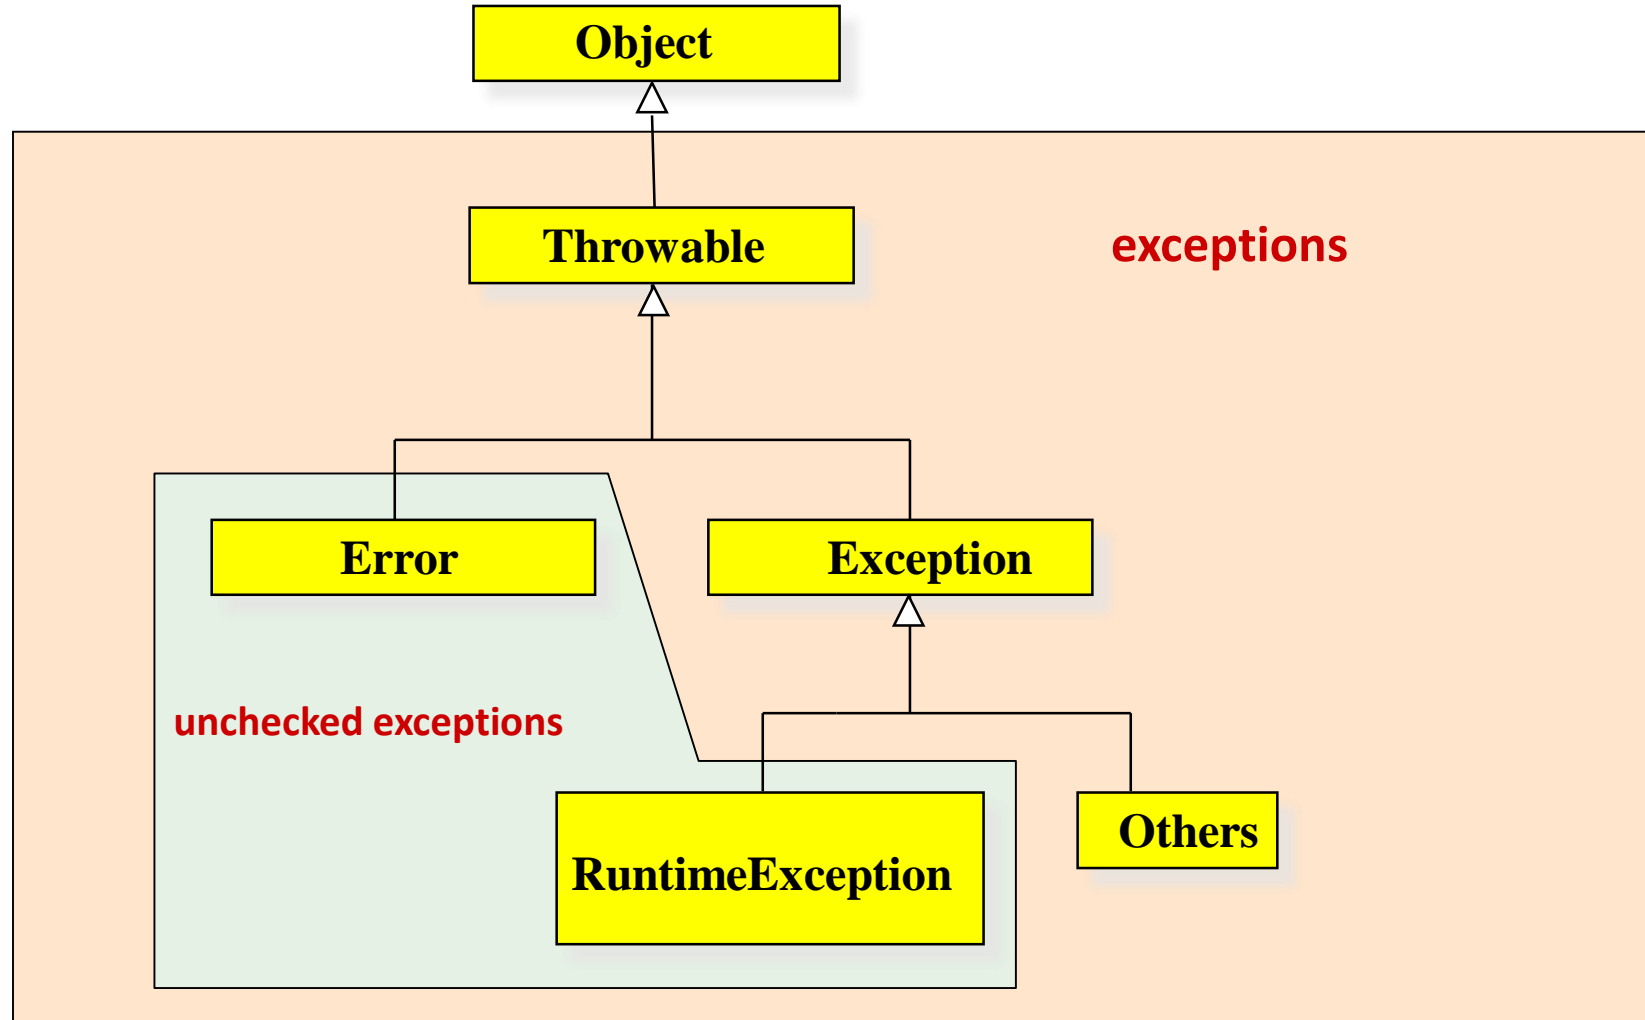 Object
Throwable
exceptions
Error
Exception
unchecked exceptions
Others
RuntimeException